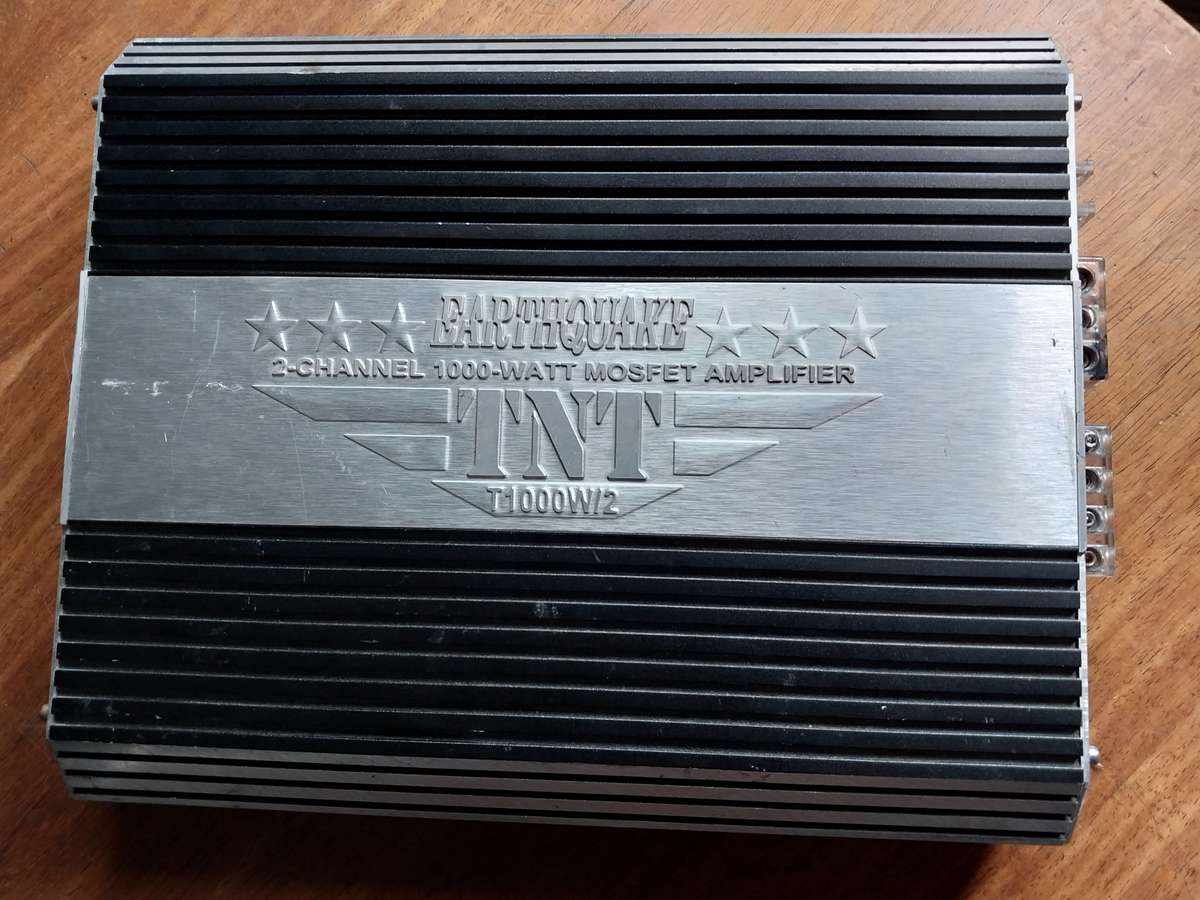 EARTHQUAKE
2-CHANNEL 1000-WATT MOSFET AMPLIFIER
TNT
T1000W/2